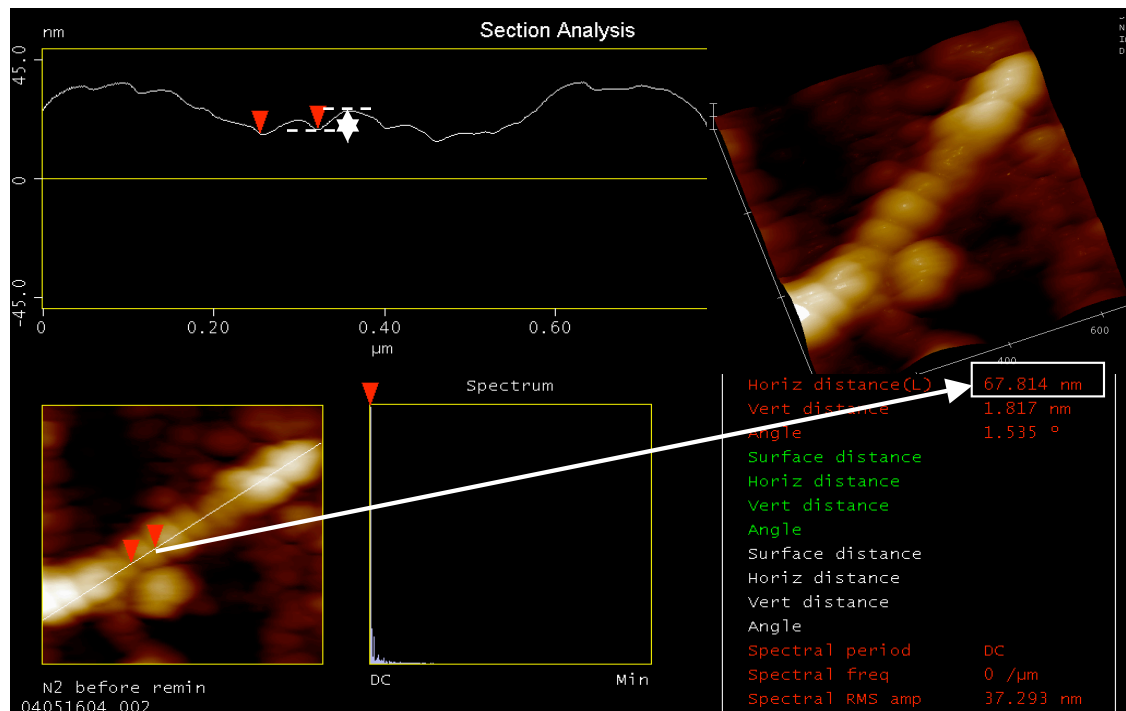 Section Analysis
nm
45.0
0
-45.0
0
0.20
0.40
0.60
µm
400
600
Spectrum
DC
Min
N2 before remin
04051604 002
Horiz distance(L) 67.814 nm
Vert distance 1.817 nm
Angle 1.535 º
Surface distance
Horiz distance
Vert distance
Angle
Surface distance
Horiz distance
Vert distance
Angle
Spectral period DC
Spectral freq 0 /µm
Spectral RMS amp 37.293 nm